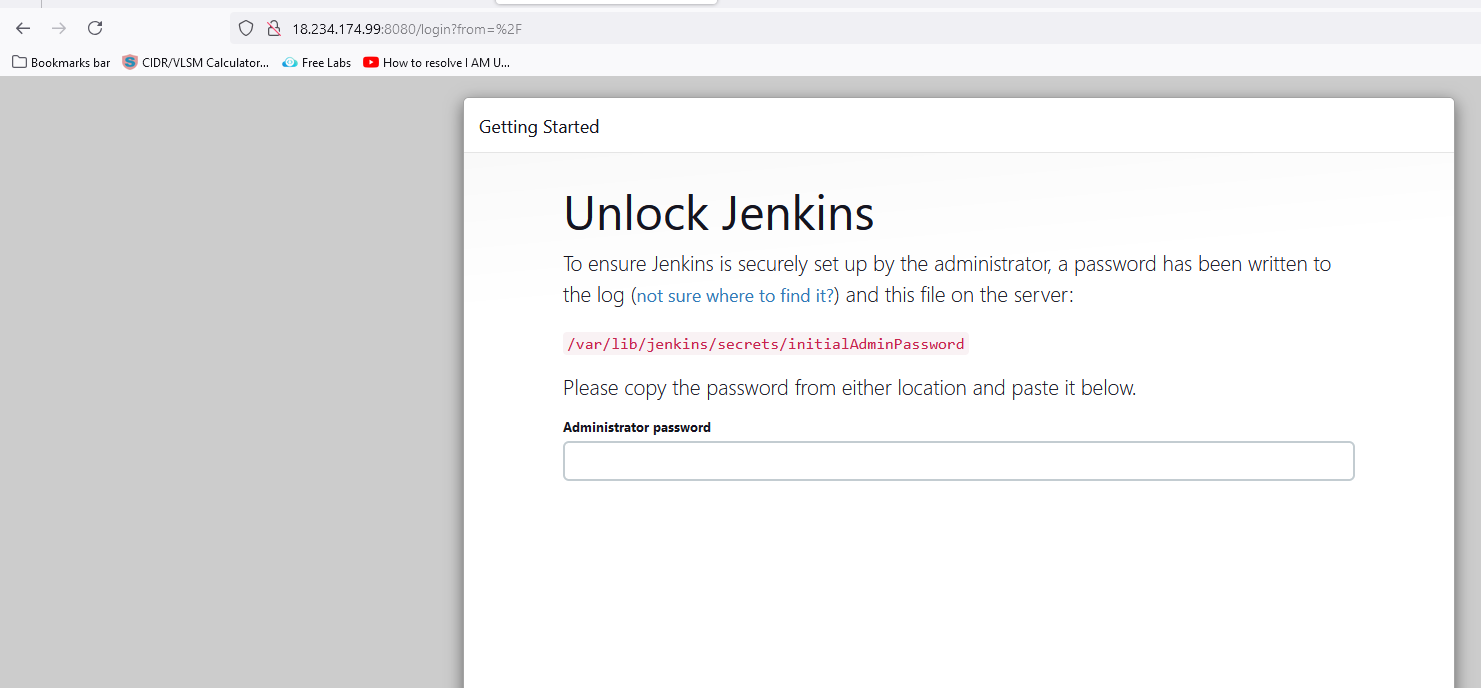 18.234.174.99:8080/login?from=%2F
Bookmarks bar CIDR/VLSM Calculator... Free Labs How to resolve I AM U...
Getting Started
Unlock Jenkins
To ensure Jenkins is securely set up by the administrator, a password has been written to
the log (not sure where to find it?) and this file on the server:
/var/lib/jenkins/secrets/initialAdminPassword
Please copy the password from either location and paste it below.
Administrator password